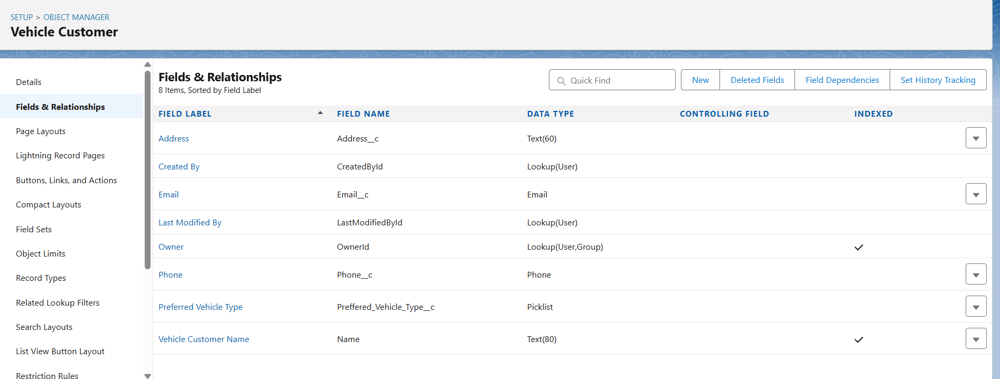 SETUP > OBJECT MANAGER
Vehicle Customer
Details
Fields & Relationships
Page Layouts
Lightning Record Pages
Buttons, Links, and Actions
Compact Layouts
Field Sets
Object Limits
Record Types
Related Lookup Filters
Search Layouts
List View Button Layout
Restriction Rules
Fields & Relationships
8 Items, Sorted by Field Label
Quick Find
New
Deleted Fields
Field Dependencies
Set History Tracking
FIELD LABEL FIELD NAME DATA TYPE CONTROLLING FIELD INDEXED
Address Address__c Text(60)
Created By CreatedById Lookup(User)
Email Email__c Email
Last Modified By LastModifiedById Lookup(User)
Owner OwnerId Lookup(User,Group)
Phone Phone__c Phone
Preferred Vehicle Type Preffered_Vehicle_Type__c Picklist
Vehicle Customer Name Name Text(80)